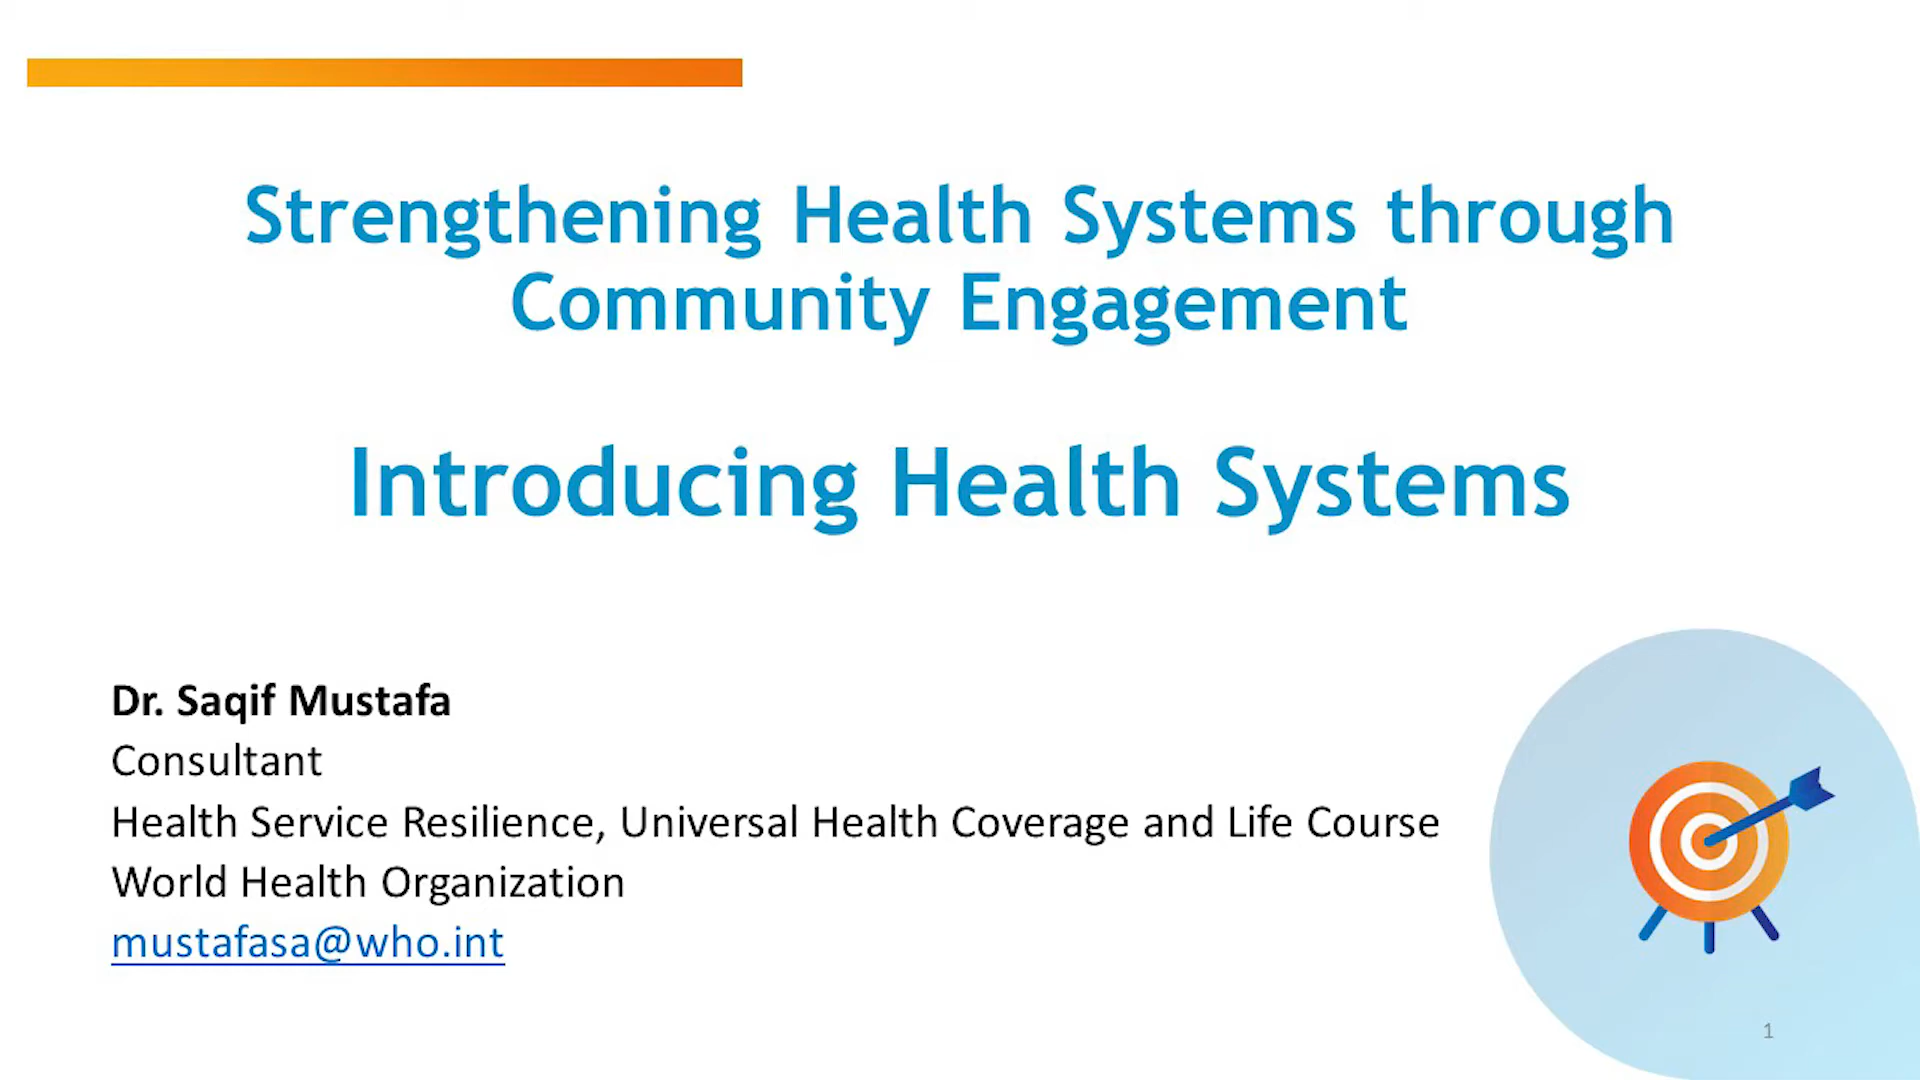 Strengthening Health Systems through
Community Engagement
Introducing Health Systems
Dr. Saqif Mustafa
Consultant
Health Service Resilience, Universal Health Coverage and Life Course
World Health Organization
mustafasa@who.int
1